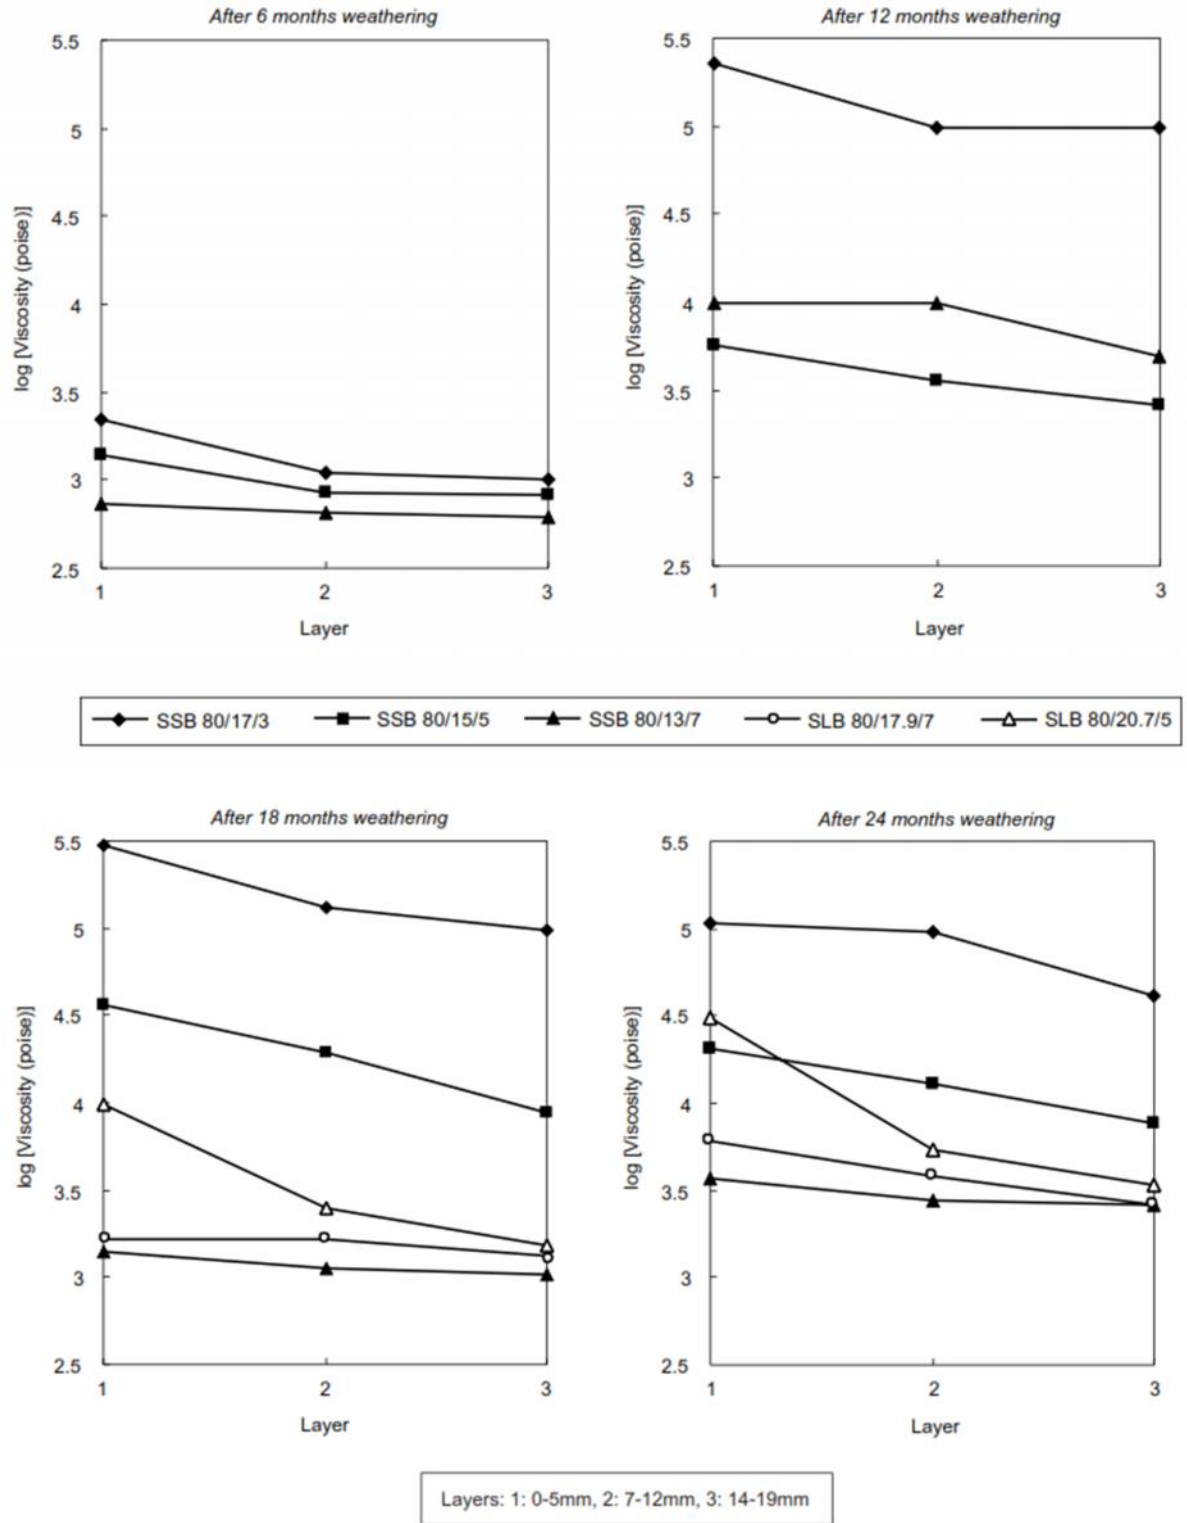 After 6 months weathering
After 12 months weathering
5.5
5
4.5
4
3.5
3
2.5
log [Viscosity (poise)]
1 2 3
Layer
5.5
5
4.5
4
3.5
3
2.5
log [Viscosity (poise)]
1 2 3
Layer
SSB 80/17/3 SSB 80/15/5 SSB 80/13/7 SLB 80/17.9/7 SLB 80/20.7/5
After 18 months weathering
After 24 months weathering
5.5
5
4.5
4
3.5
3
2.5
log [Viscosity (poise)]
1 2 3
Layer
5.5
5
4.5
4
3.5
3
2.5
log [Viscosity (poise)]
1 2 3
Layer
Layers: 1: 0-5mm, 2: 7-12mm, 3: 14-19mm